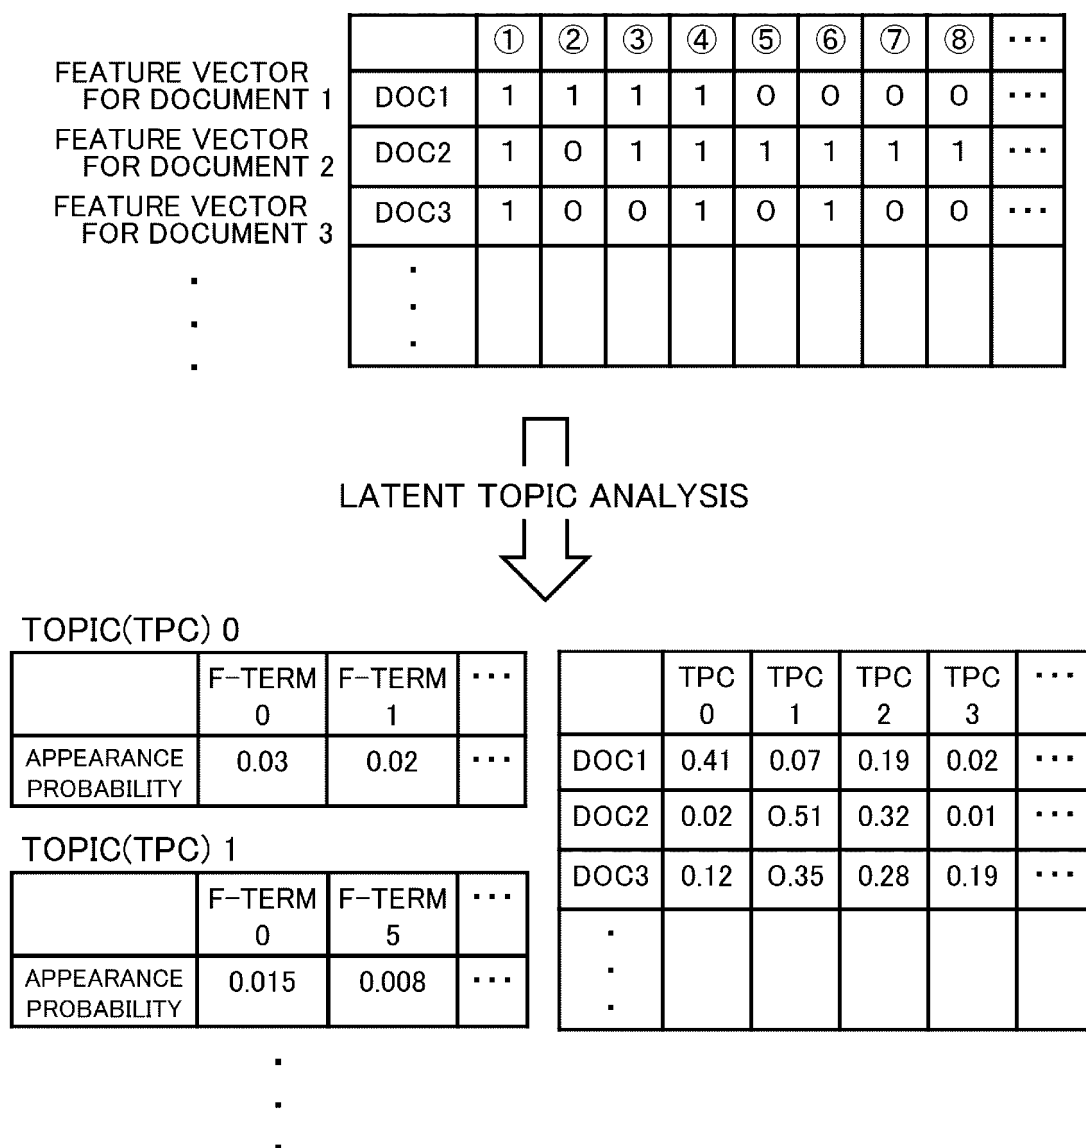 ① ② ③ ④ ⑤ ⑥ ⑦ ⑧ ・・・
FEATURE VECTOR
FOR DOCUMENT 1
DOC1 1 1 1 1 0 0 0 0 ・・・
FEATURE VECTOR
FOR DOCUMENT 2
DOC2 1 0 1 1 1 1 1 1 ・・・
FEATURE VECTOR
FOR DOCUMENT 3
DOC3 1 0 0 1 0 1 0 0 ・・・
LATENT TOPIC ANALYSIS
TOPIC(TPC) 0
F-TERM F-TERM ・・・
0 1
APPEARANCE
PROBABILITY
0.03 0.02 ・・・
TOPIC(TPC) 1
F-TERM F-TERM ・・・
0 5
APPEARANCE
PROBABILITY
0.015 0.008 ・・・
TPC TPC TPC TPC ・・・
0 1 2 3
DOC1 0.41 0.07 0.19 0.02 ・・・
DOC2 0.02 0.51 0.32 0.01 ・・・
DOC3 0.12 0.35 0.28 0.19 ・・・